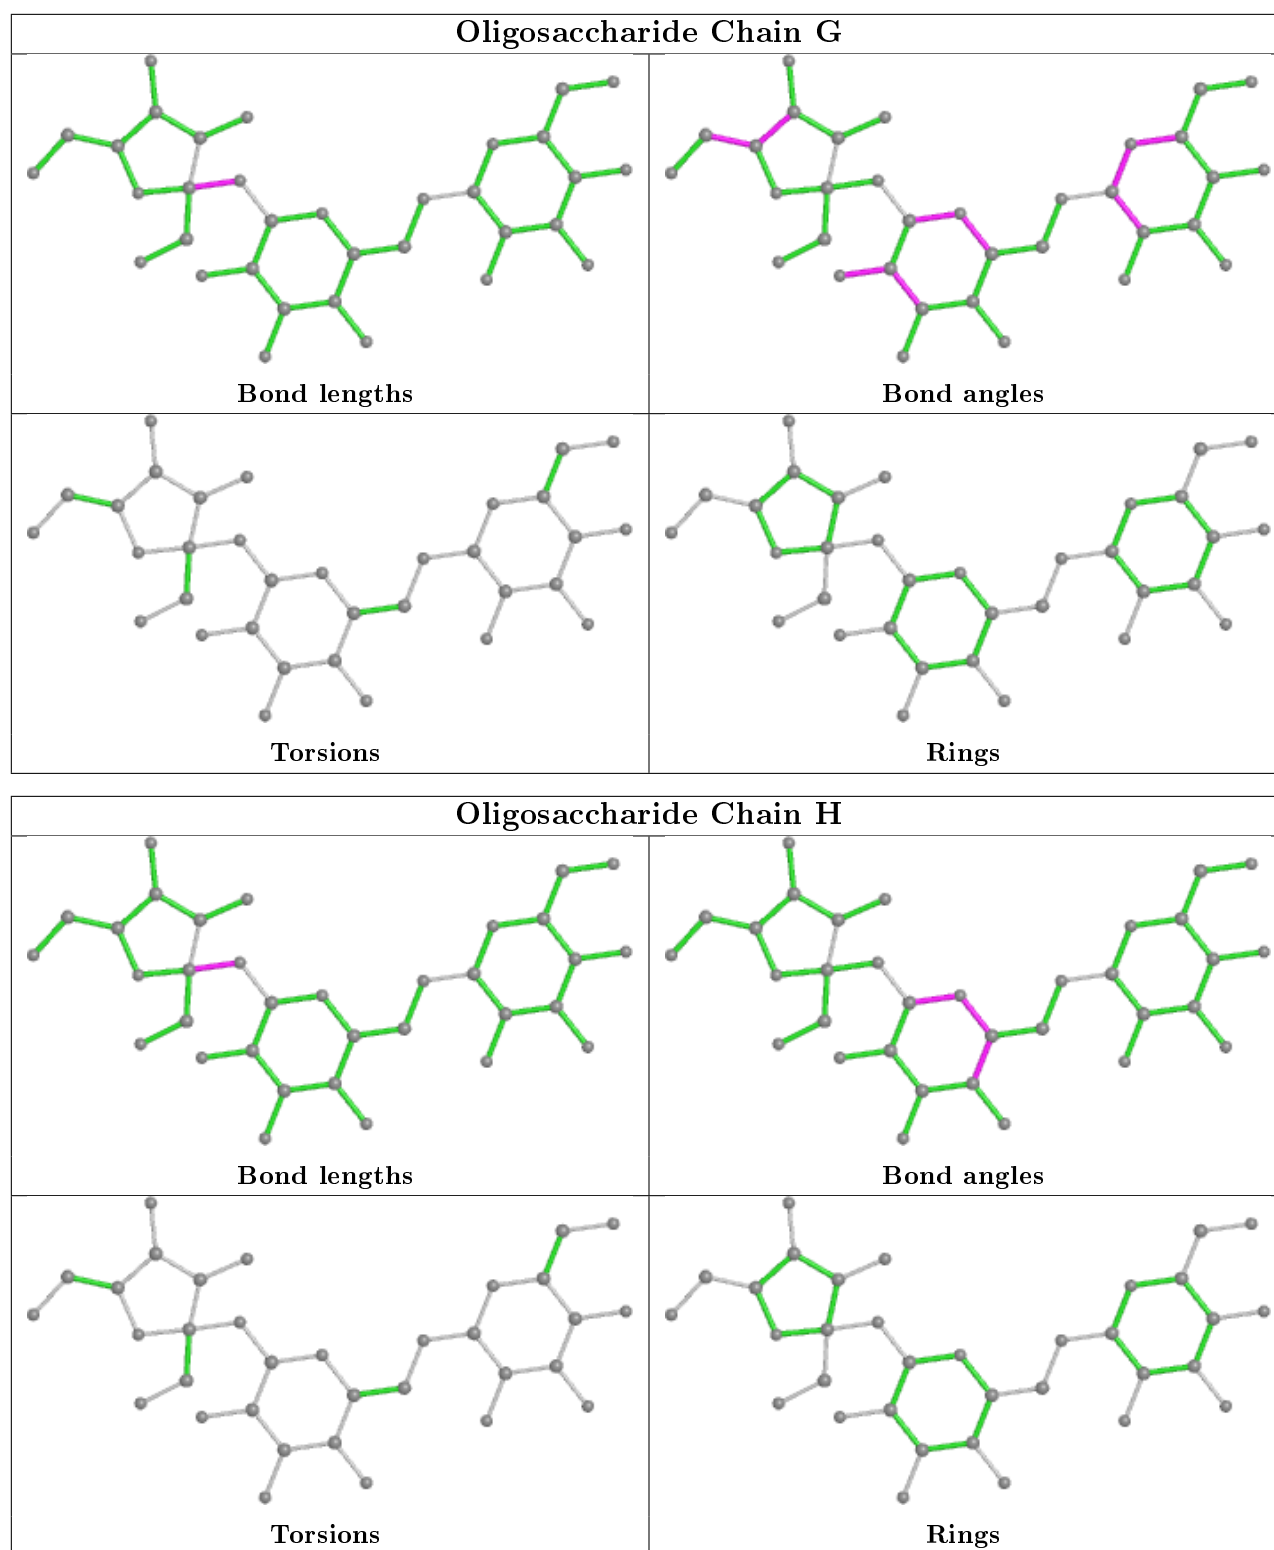 Oligosaccharide Chain G
Bond lengths
Bond angles
Torsions
Rings
Oligosaccharide Chain H
Bond lengths
Bond angles
Torsions
Rings